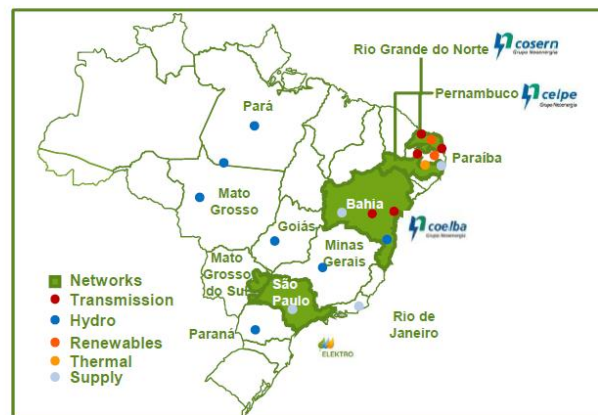 Rio Grande do Norte
cosern
Grupo Neoenergia
Pernambuco
celpe
Grupo Neoenergia
Pará
Paraíba
Mato
Grosso
Bahia
Goiás
coelba
Grupo Neoenergia
Minas
Gerais
Mato
Grosso
do Sul
São
Paulo
Rio de
Janeiro
Paraná
ELEKTRO
Networks
Transmission
Hydro
Renewables
Thermal
Supply